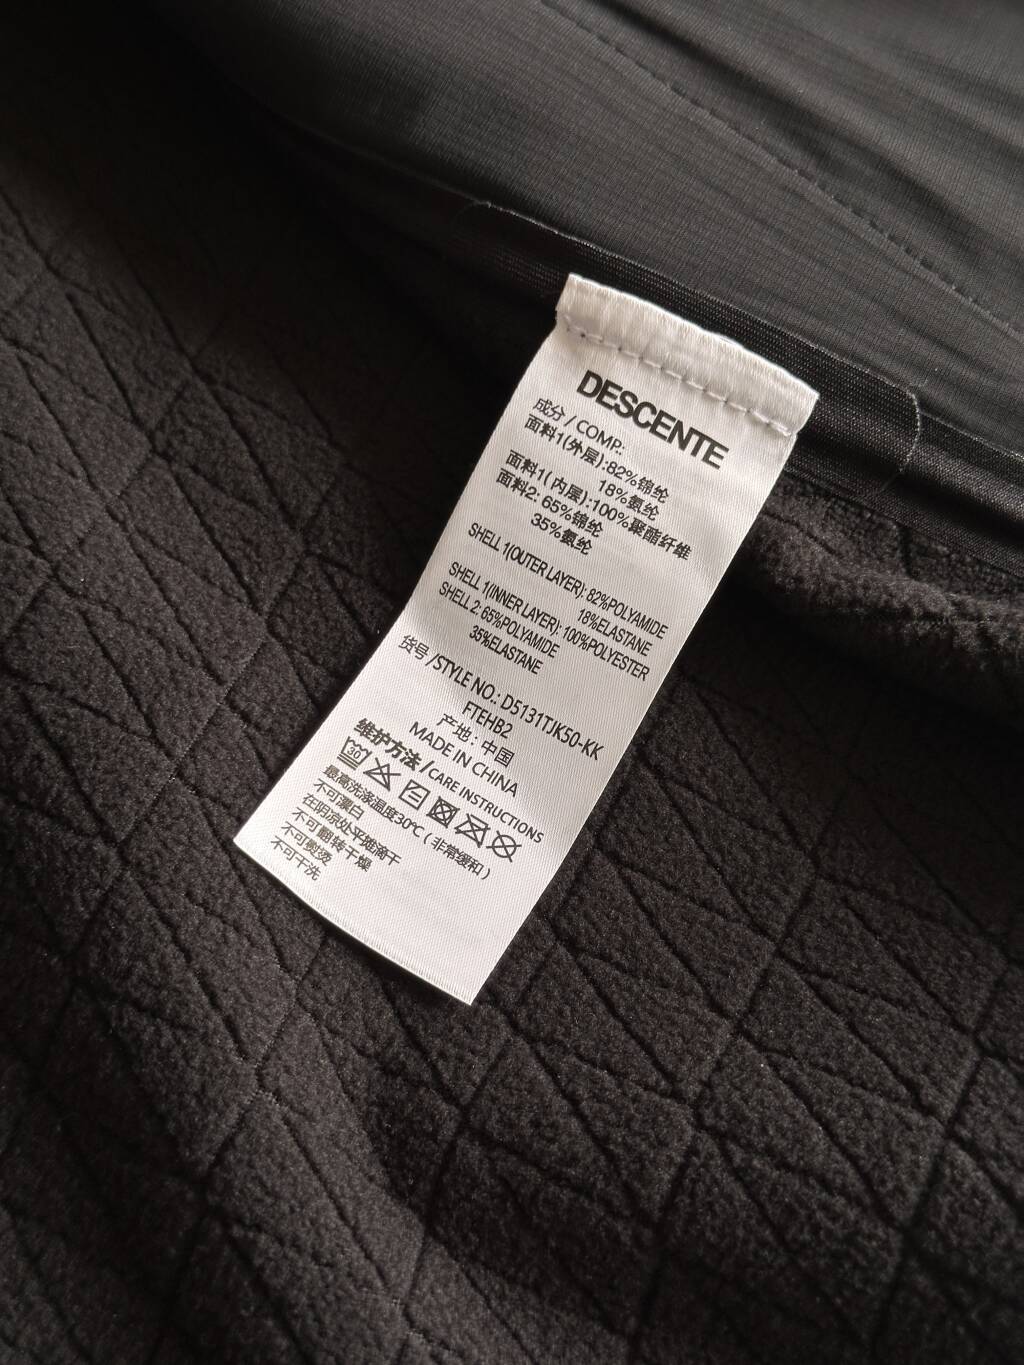 DESCENTE
成分 / COMP.:
面料1(外层):82%锦纶
18%氨纶
面料1(内层):100%聚酯纤维
面料2: 65%锦纶
35%氨纶
SHELL 1(OUTER LAYER): 82%POLYAMIDE
18%ELASTANE
SHELL 1(INNER LAYER): 100%POLYESTER
SHELL 2: 65%POLYAMIDE
35%ELASTANE
货号 /STYLE NO.: D5131TJK50-KK
FTEHB2
产地: 中国
MADE IN CHINA
维护方法 / CARE INSTRUCTIONS
30
最高洗涤温度30℃ ( 非常缓和 )
不可漂白
在阴凉处平摊滴干
不可翻转干燥
不可熨烫
不可干洗